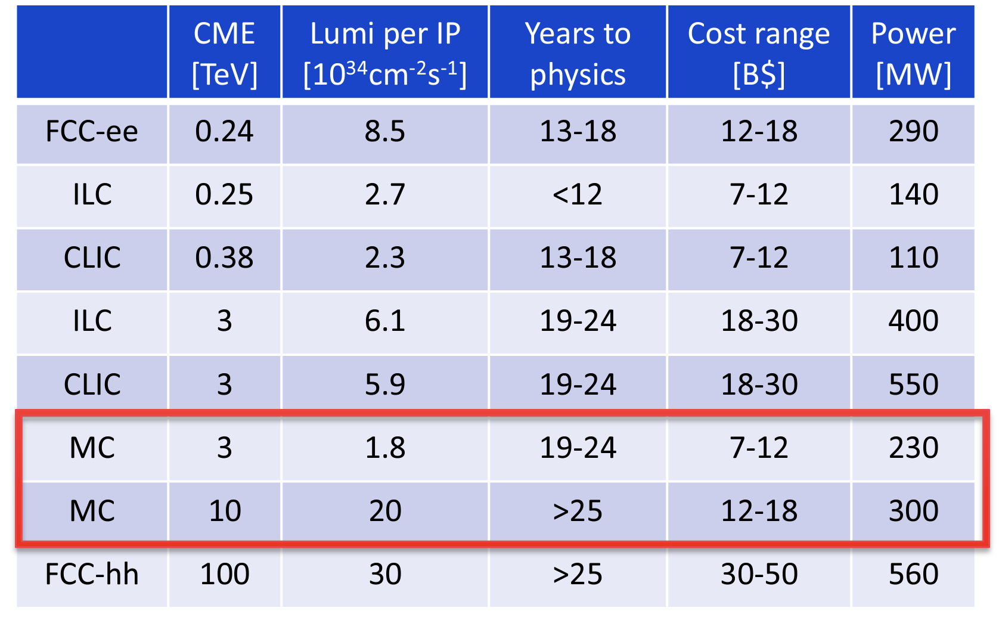 CME Lumi per IP Years to Cost range Power
[TeV] [10³⁴cm⁻²s⁻¹] physics [B$] [MW]
FCC-ee 0.24 8.5 13-18 12-18 290
ILC 0.25 2.7 <12 7-12 140
CLIC 0.38 2.3 13-18 7-12 110
ILC 3 6.1 19-24 18-30 400
CLIC 3 5.9 19-24 18-30 550
MC 3 1.8 19-24 7-12 230
MC 10 20 >25 12-18 300
FCC-hh 100 30 >25 30-50 560